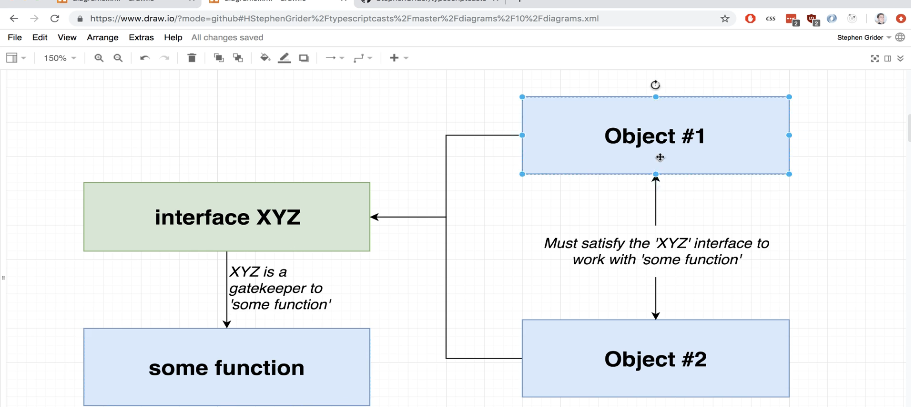 https://www.draw.io/?mode=github#HStephenGrider%2Ftypescriptcasts%2Fmaster%2Fdiagrams%2F10%2Fdiagrams.xml
File Edit View Arrange Extras Help All changes saved
Stephen Grider
150%
Object #1
interface XYZ
Must satisfy the 'XYZ' interface to
work with 'some function'
XYZ is a
gatekeeper to
'some function'
some function
Object #2